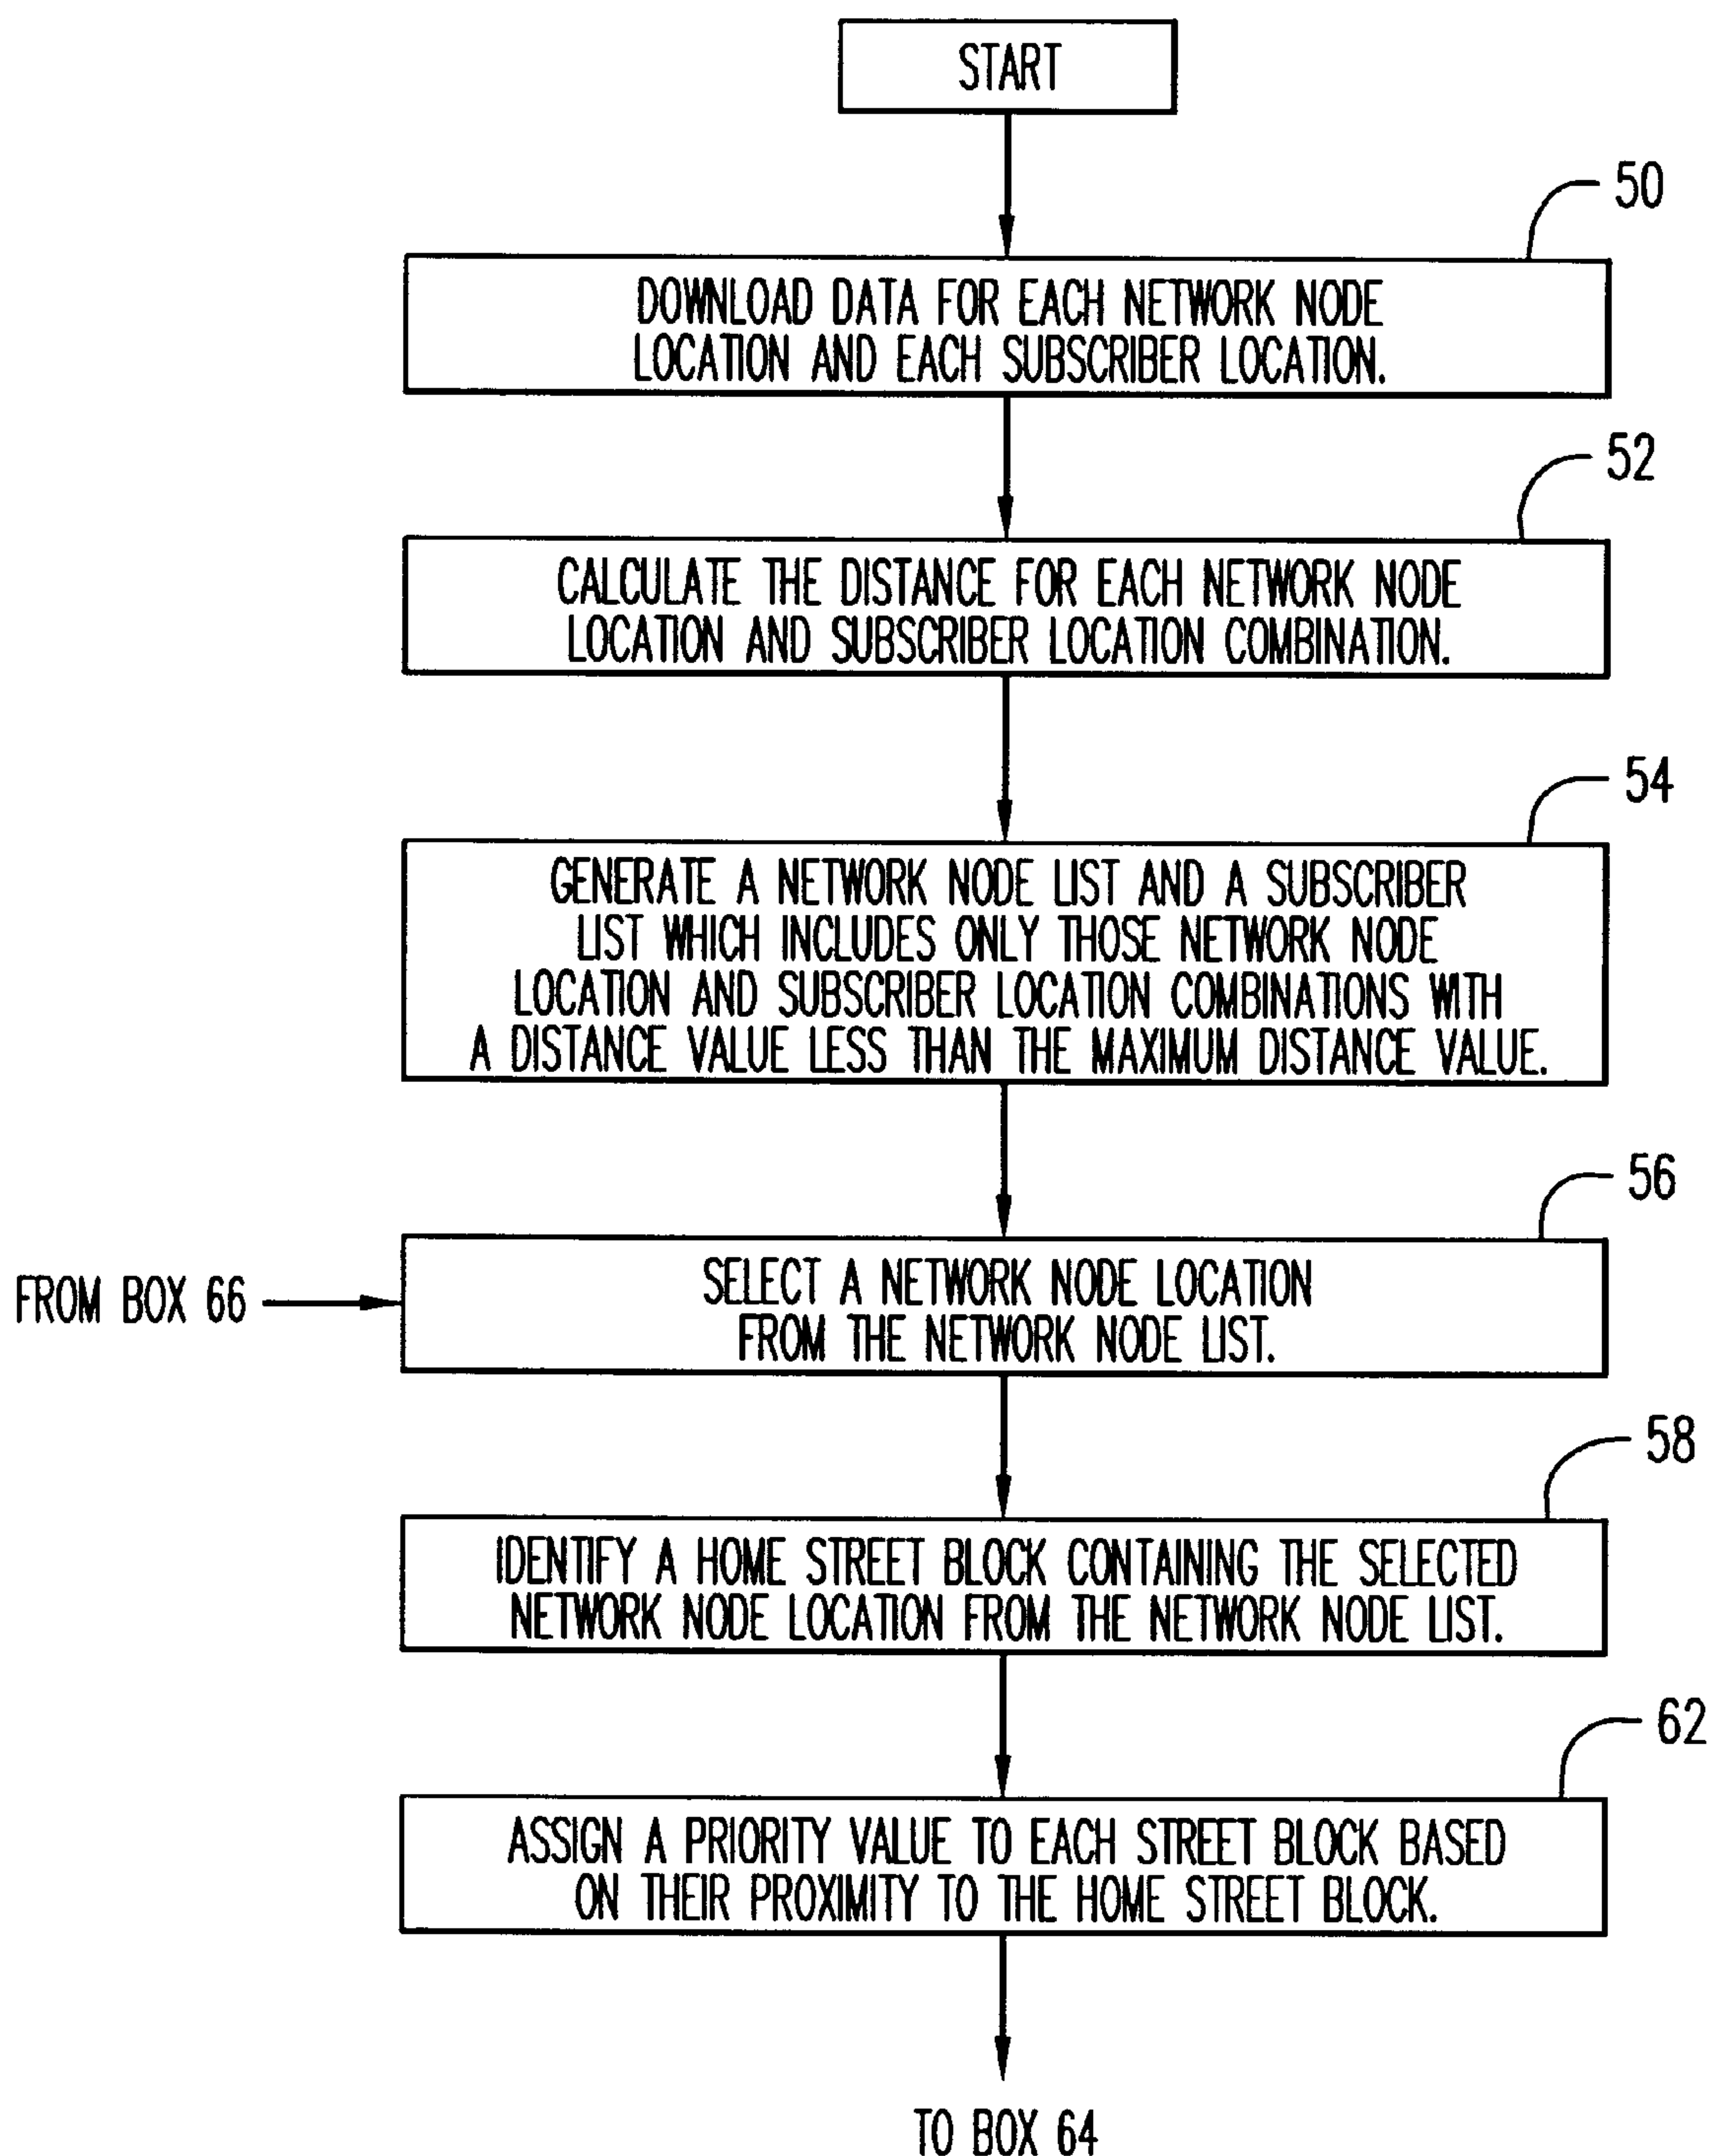 START
50
DOWNLOAD DATA FOR EACH NETWORK NODE
LOCATION AND EACH SUBSCRIBER LOCATION.
52
CALCULATE THE DISTANCE FOR EACH NETWORK NODE
LOCATION AND SUBSCRIBER LOCATION COMBINATION.
54
GENERATE A NETWORK NODE LIST AND A SUBSCRIBER
LIST WHICH INCLUDES ONLY THOSE NETWORK NODE
LOCATION AND SUBSCRIBER LOCATION COMBINATIONS WITH
A DISTANCE VALUE LESS THAN THE MAXIMUM DISTANCE VALUE.
56
FROM BOX 66
SELECT A NETWORK NODE LOCATION
FROM THE NETWORK NODE LIST.
58
IDENTIFY A HOME STREET BLOCK CONTAINING THE SELECTED
NETWORK NODE LOCATION FROM THE NETWORK NODE LIST.
62
ASSIGN A PRIORITY VALUE TO EACH STREET BLOCK BASED
ON THEIR PROXIMITY TO THE HOME STREET BLOCK.
TO BOX 64